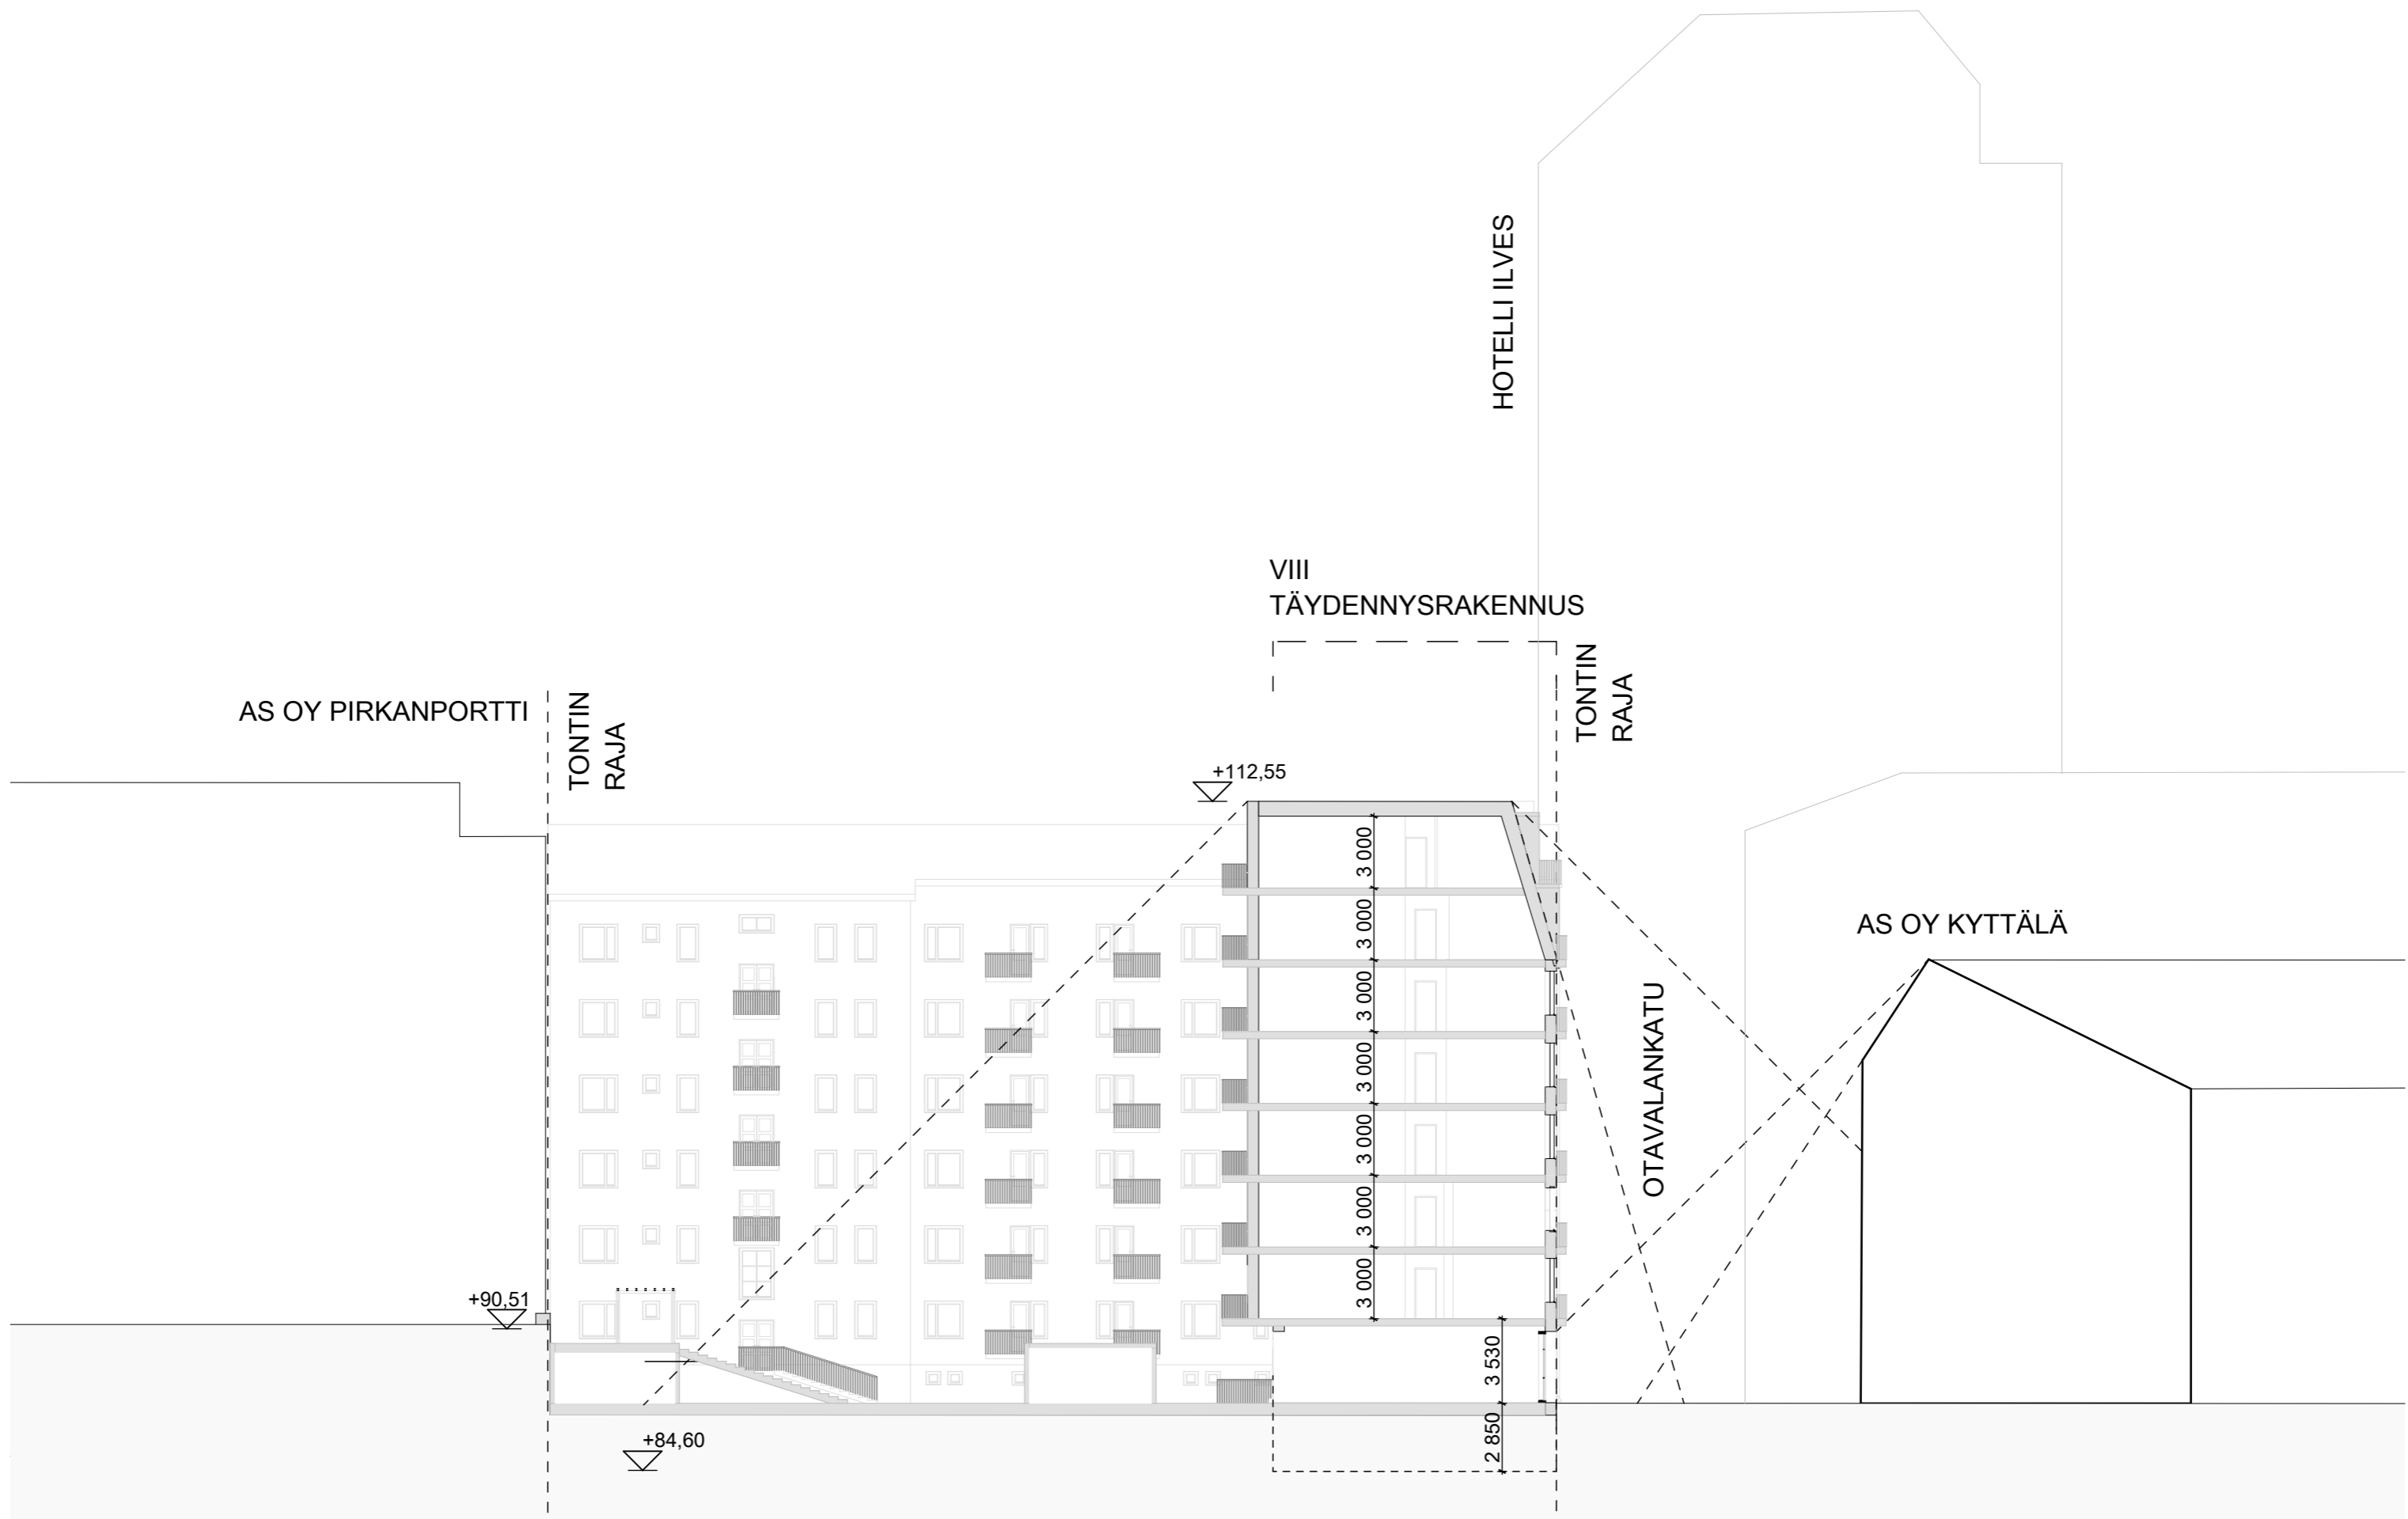 HOTELLI ILVES
VIII
TÄYDENNYSRAKENNUS
TONTIN
RAJA
AS OY PIRKANPORTTI
TONTIN
RAJA
+112,55
3 000
3 000
3 000
3 000
3 000
3 000
3 000
3 530
2 850
AS OY KYTTÄLÄ
OTAVALANKATU
+90,51
+84,60